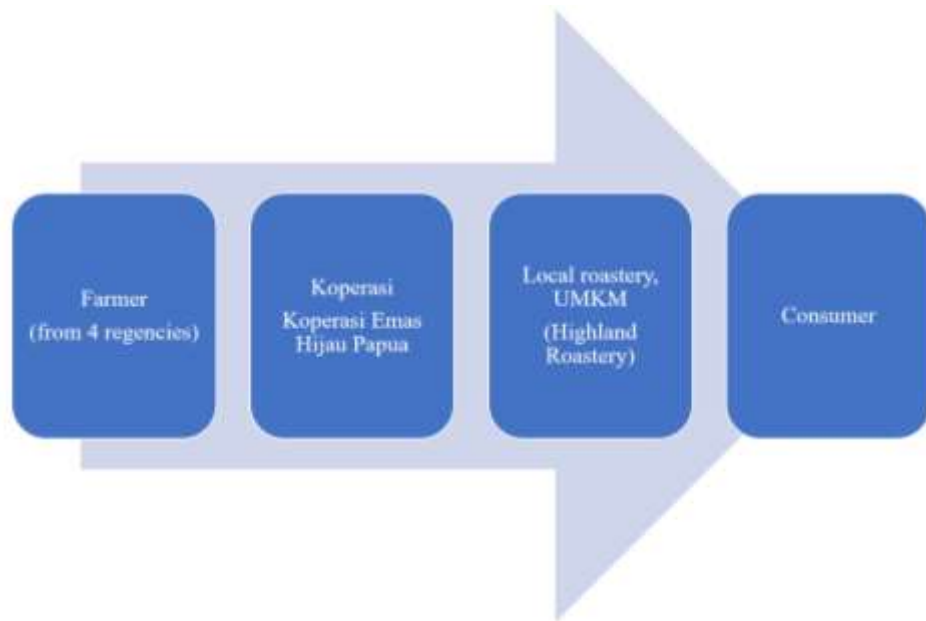 Farmer
(from 4 regencies)
Koperasi
Koperasi Emas
Hijau Papua
Local roastery,
UMKM
(Highland
Roastery)
Consumer